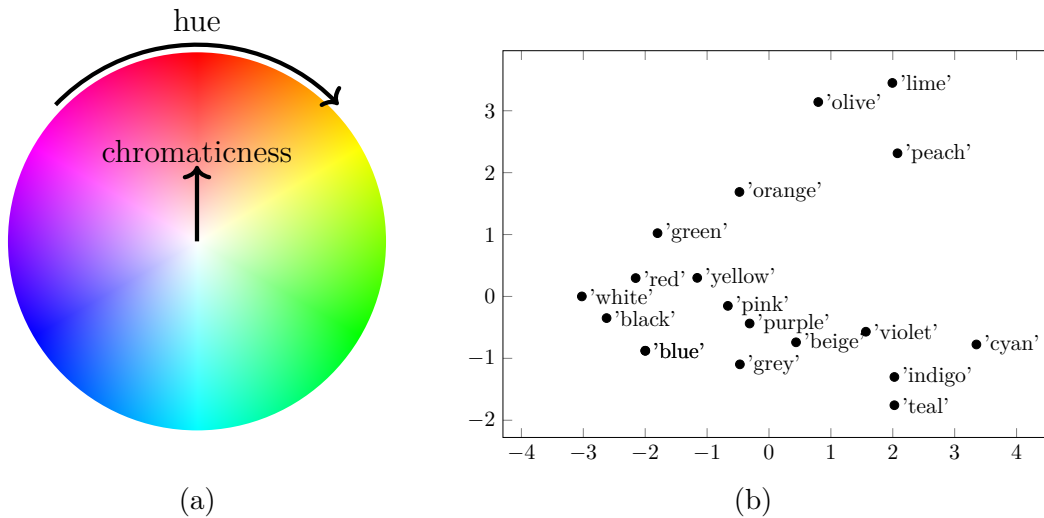 hue
chromaticness
(a)
3
2
1
0
−1
−2
−4
−3
−2
−1
0
1
2
3
4
'lime'
'olive'
'peach'
'orange'
'green'
'red'
'yellow'
'white'
'pink'
'black'
'purple'
'violet'
'beige'
'cyan'
'blue'
'grey'
'indigo'
'teal'
(b)